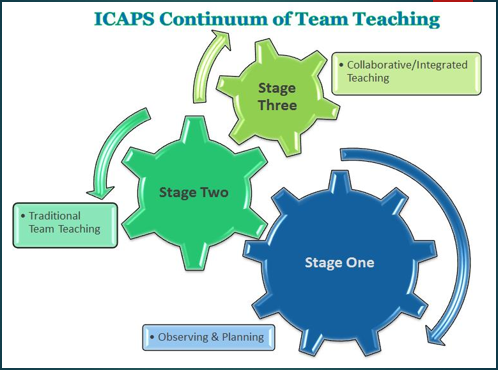 ICAPS Continuum of Team Teaching
Stage
Three
• Collaborative/Integrated
Teaching
Stage Two
• Traditional
Team Teaching
Stage One
• Observing & Planning